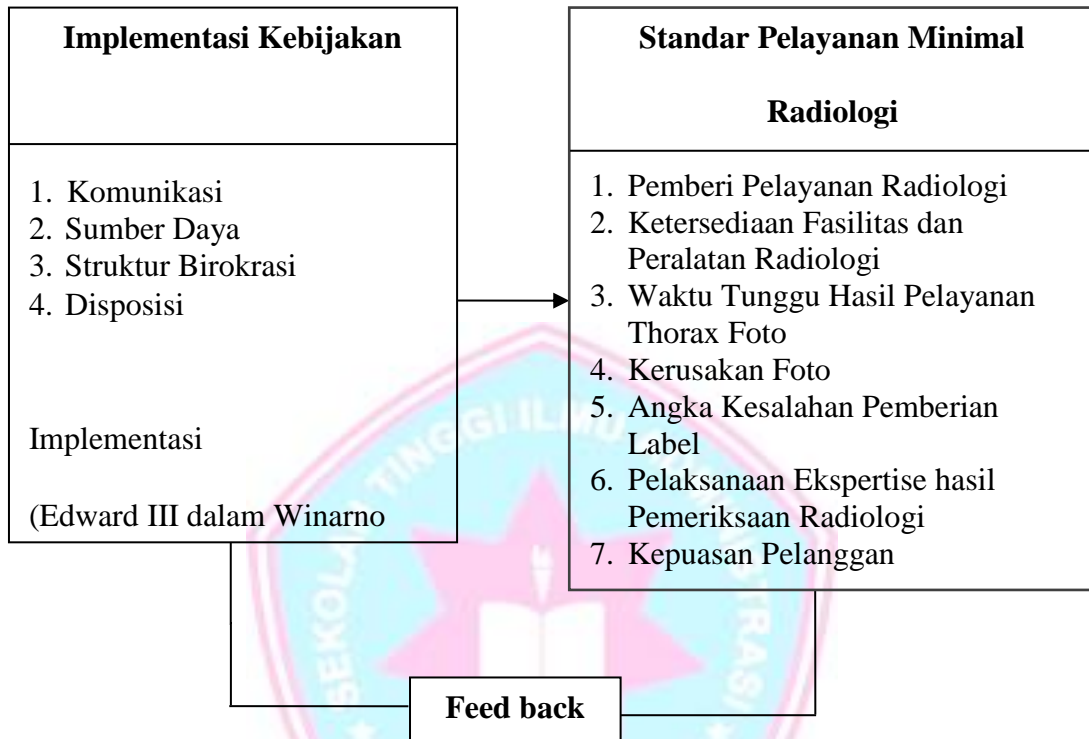 Implementasi Kebijakan
1. Komunikasi
2. Sumber Daya
3. Struktur Birokrasi
4. Disposisi
Implementasi
(Edward III dalam Winarno
Standar Pelayanan Minimal
Radiologi
1. Pemberi Pelayanan Radiologi
2. Ketersediaan Fasilitas dan
Peralatan Radiologi
3. Waktu Tunggu Hasil Pelayanan
Thorax Foto
4. Kerusakan Foto
5. Angka Kesalahan Pemberian
Label
6. Pelaksanaan Ekspertise hasil
Pemeriksaan Radiologi
7. Kepuasan Pelanggan
Feed back
SEKOLAH TINGGI ILMU